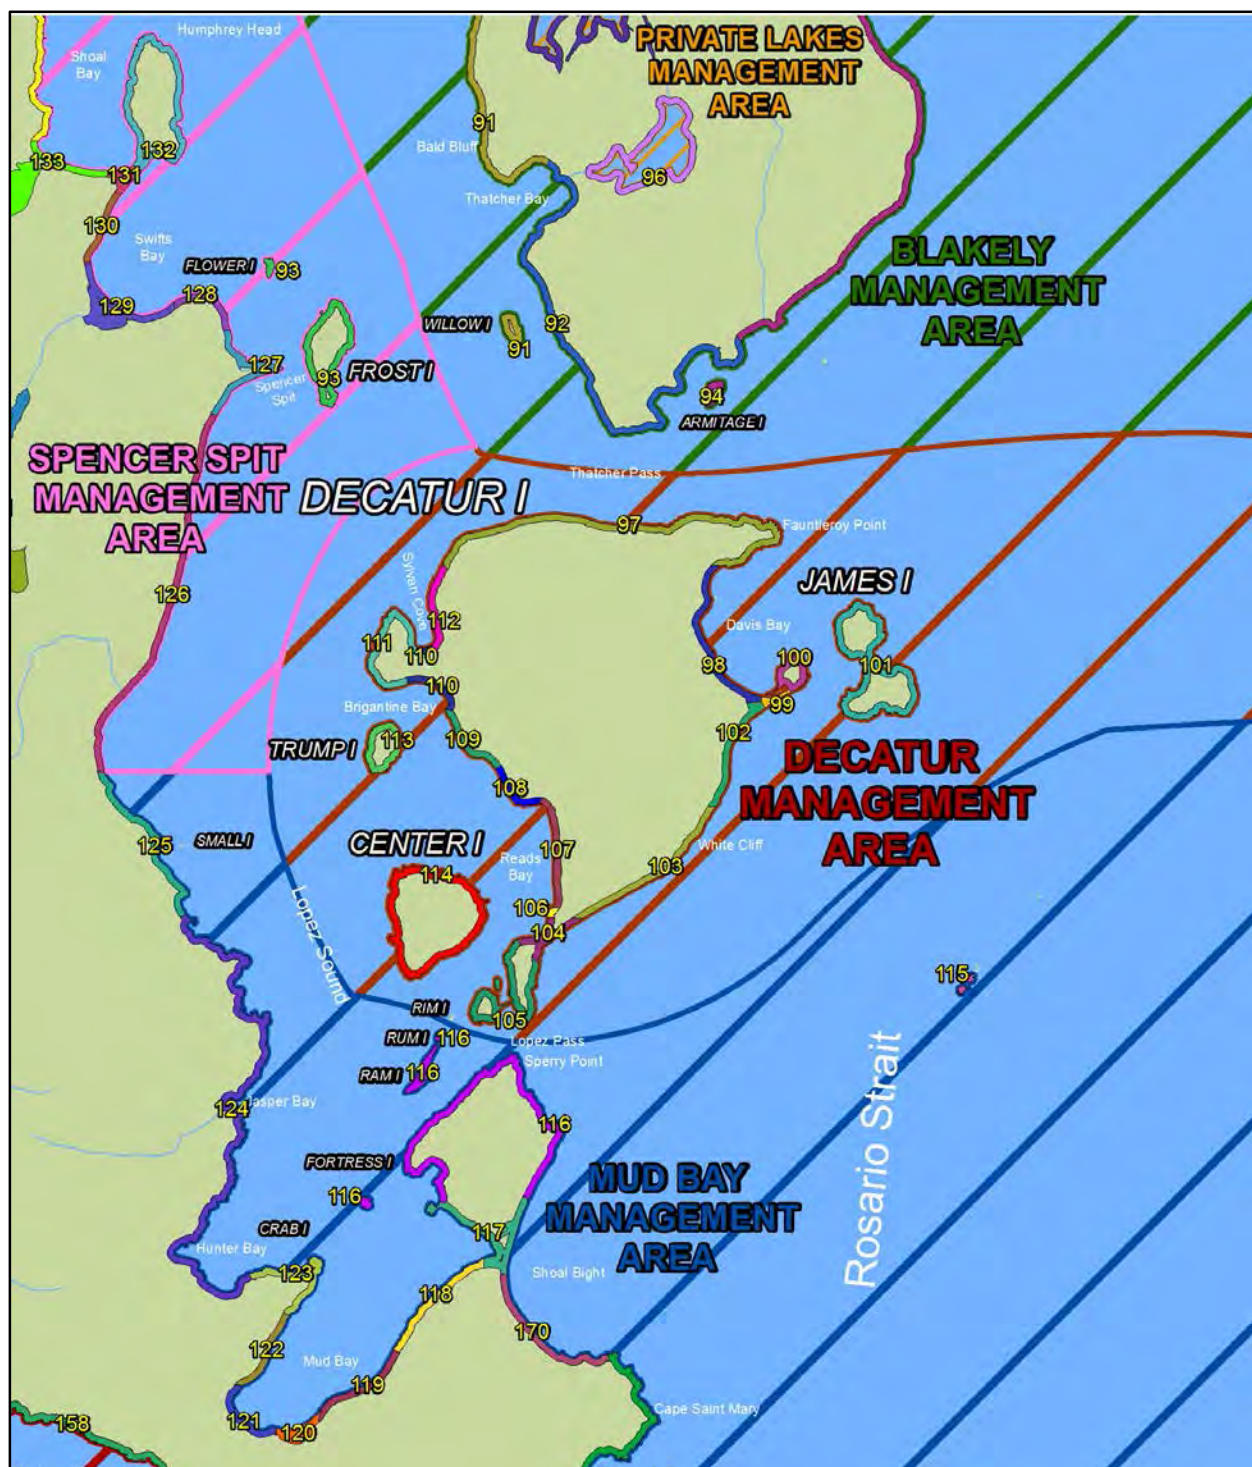 Humphrey Head
Shoal
Bay
PRIVATE LAKES
MANAGEMENT
AREA
91
Bald Bluff
133
132
131
96
Thatcher Bay
130
Swifts
Bay
FLOWER I
93
BLAKELY
MANAGEMENT
AREA
128
129
WILLOW I
92
91
127
Spencer
Spit
93
FROST I
94
ARMITAGE I
SPENCER SPIT
MANAGEMENT
AREA
DECATUR I
Thatcher Pass
97
Fauntleroy Point
126
Sylvan Cove
JAMES I
112
111
110
Davis Bay
98
100
101
110
Brigantine Bay
99
TRUMP I
113
109
102
DECATUR
MANAGEMENT
AREA
108
125
SMALL I
CENTER I
107
Reads
Bay
White Cliff
103
114
Lopez Sound
106
104
115
RIM I
105
RUM I
116
Lopez Pass
Sperry Point
RAM I
116
Rosario Strait
124
Jasper Bay
116
FORTRESS I
116
MUD BAY
MANAGEMENT
AREA
CRAB I
117
Hunter Bay
123
Shoal Bight
118
170
122
Mud Bay
119
121
120
158
Cape Saint Mary